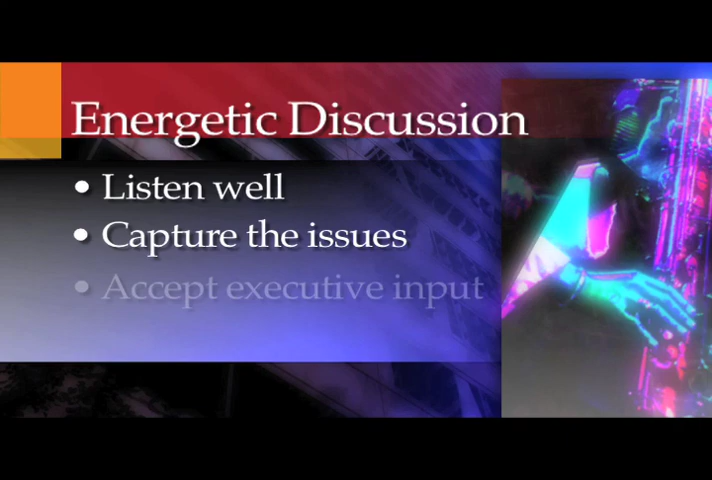 Energetic Discussion
• Listen well
• Capture the issues
• Accept executive input